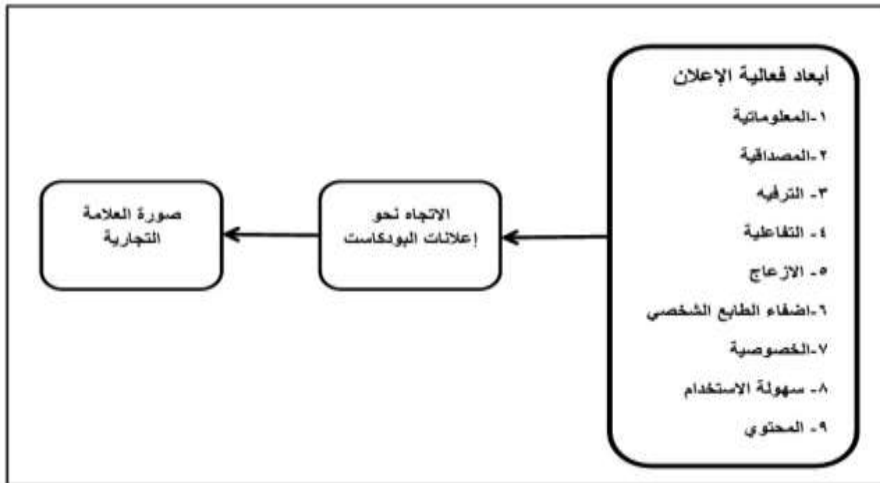 أبعاد فعالية الإعلان
١-المعلوماتية
٢-المصداقية
٣- الترفيه
٤- التفاعلية
٥- الازعاج
٦-اضفاء الطابع الشخصي
٧-الخصوصية
٨- سهولة الاستخدام
٩- المحتوي
الاتجاه نحو
إعلانات البودكاست
صورة العلامة
التجارية